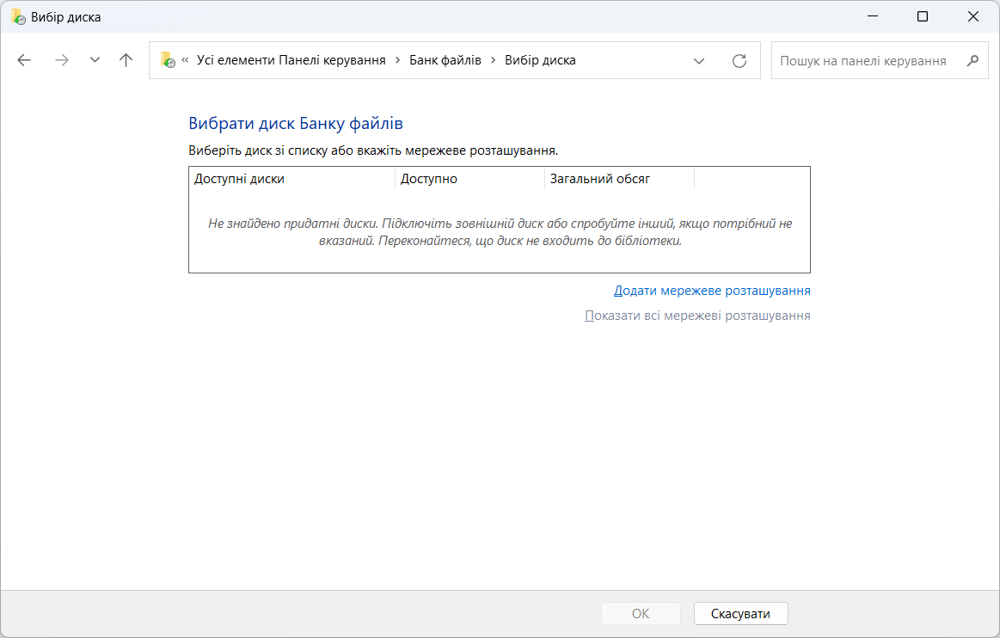 Вибір диска
« Усі елементи Панелі керування › Банк файлів › Вибір диска
Пошук на панелі керування
Вибрати диск Банку файлів
Виберіть диск зі списку або вкажіть мережеве розташування.
Доступні диски Доступно Загальний обсяг
Не знайдено придатні диски. Підключіть зовнішній диск або спробуйте інший, якщо потрібний не
вказаний. Переконайтеся, що диск не входить до бібліотеки.
Додати мережеве розташування
Показати всі мережеві розташування
ОК Скасувати